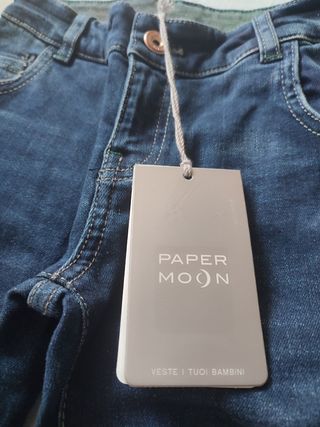 PAPER
MOON
VESTE I TUOI BAMBINI